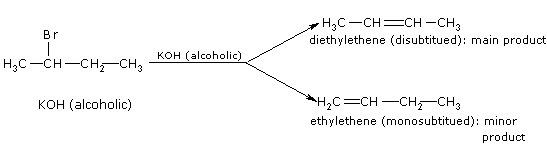 Br
H₃C—CH—CH₂—CH₃
KOH (alcoholic)
KOH (alcoholic)
H₃C—CH=CH—CH₃
diethylethene (disubtitued): main product
H₂C=CH—CH₂—CH₃
ethylethene (monosubtitued): minor
product